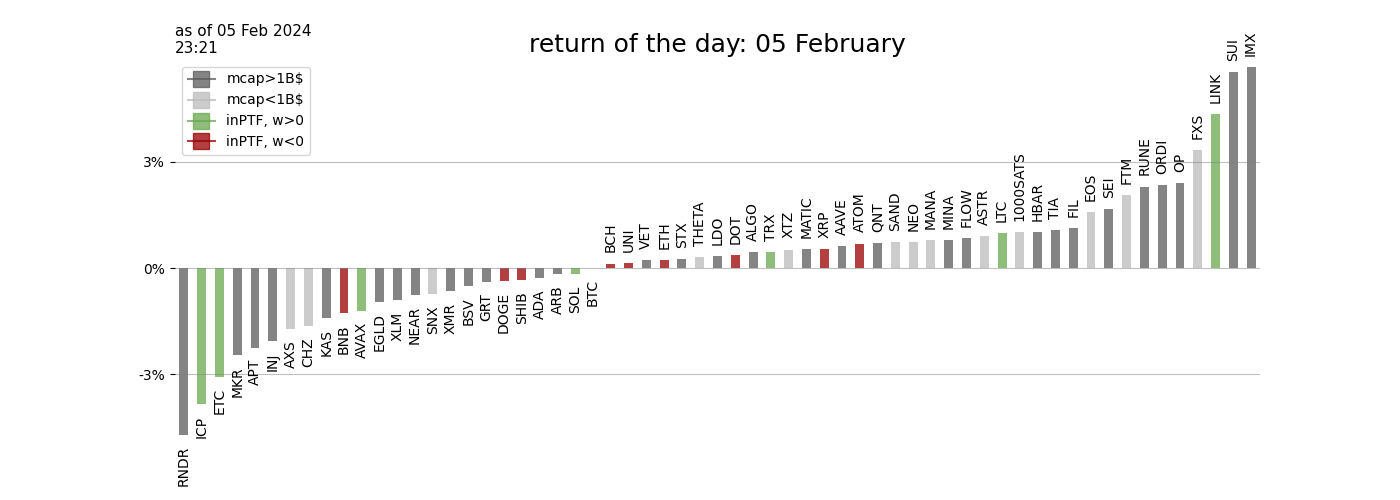 as of 05 Feb 2024
23:21
return of the day: 05 February
mcap>1B$
mcap<1B$
inPTF, w>0
inPTF, w<0
3%
0%
-3%
RNDR
ICP
ETC
MKR
APT
INJ
AXS
CHZ
KAS
BNB
AVAX
EGLD
XLM
NEAR
SNX
XMR
BSV
GRT
DOGE
SHIB
ADA
ARB
SOL
BTC
BCH
UNI
VET
ETH
STX
THETA
LDO
DOT
ALGO
TRX
XTZ
MATIC
XRP
AAVE
ATOM
QNT
SAND
NEO
MANA
MINA
FLOW
ASTR
LTC
1000SATS
HBAR
TIA
FIL
EOS
SEI
FTM
RUNE
ORDI
OP
FXS
LINK
SUI
IMX